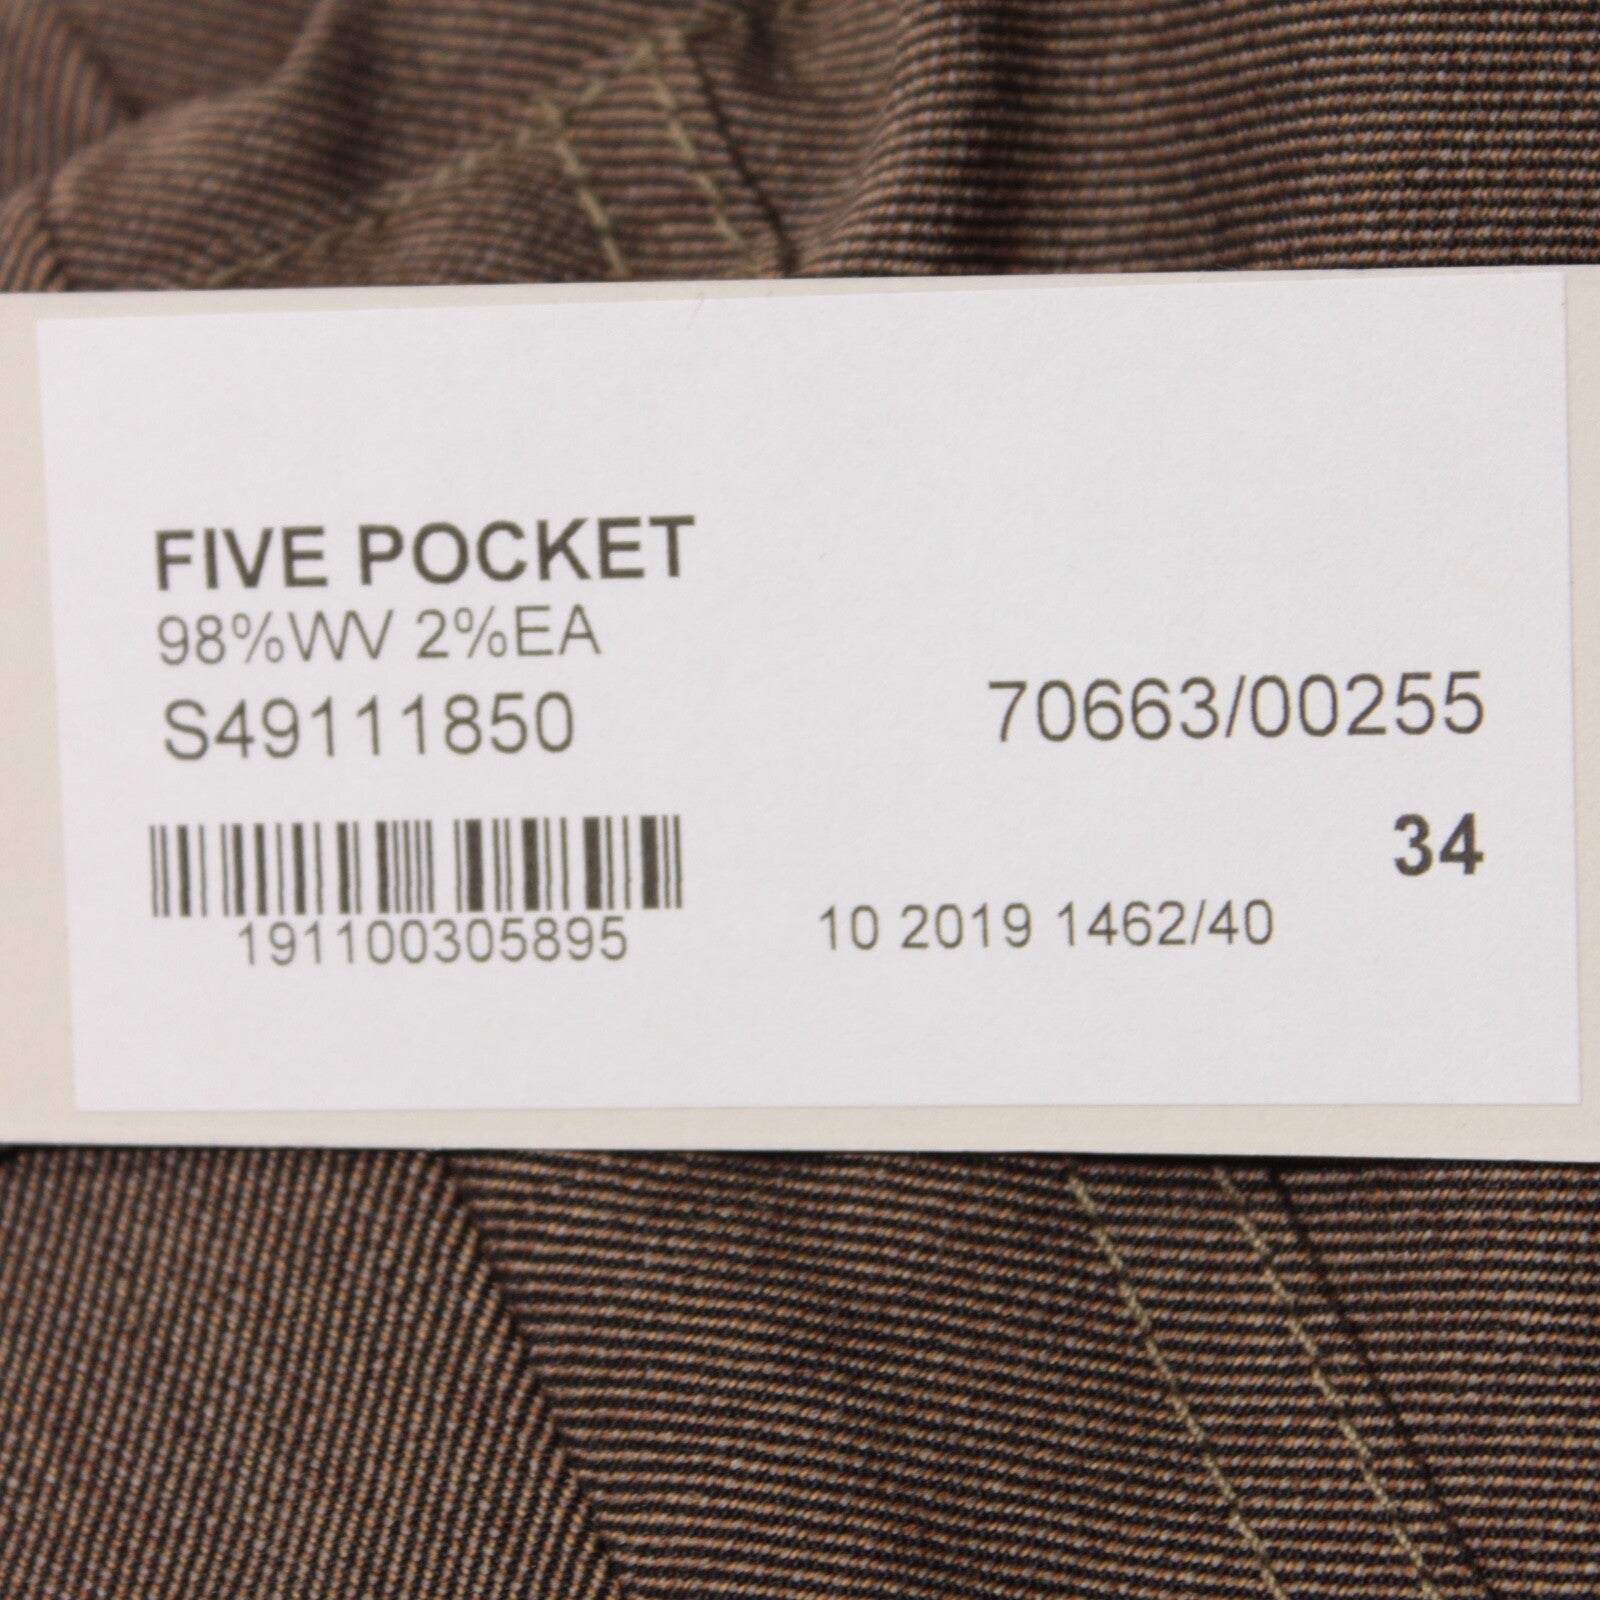 FIVE POCKET
98%WV 2%EA
S49111850
70663/00255
34
191100305895
10 2019 1462/40